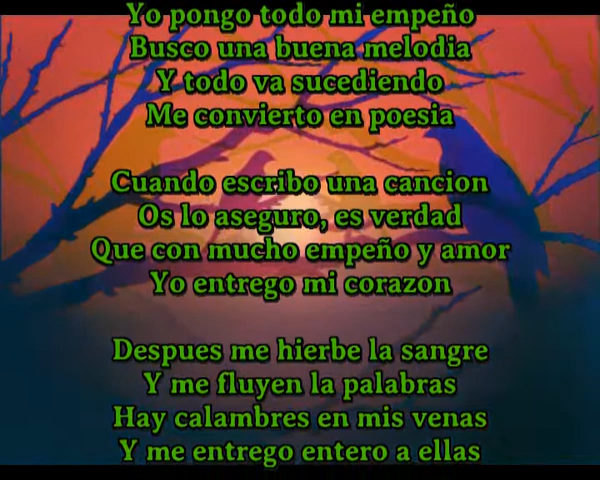 Yo pongo todo mi empeño
Busco una buena melodia
Y todo va sucediendo
Me convierto en poesia
Cuando escribo una cancion
Os lo aseguro, es verdad
Que con mucho empeño y amor
Yo entrego mi corazon
Despues me hierbe la sangre
Y me fluyen la palabras
Hay calambres en mis venas
Y me entrego entero a ellas